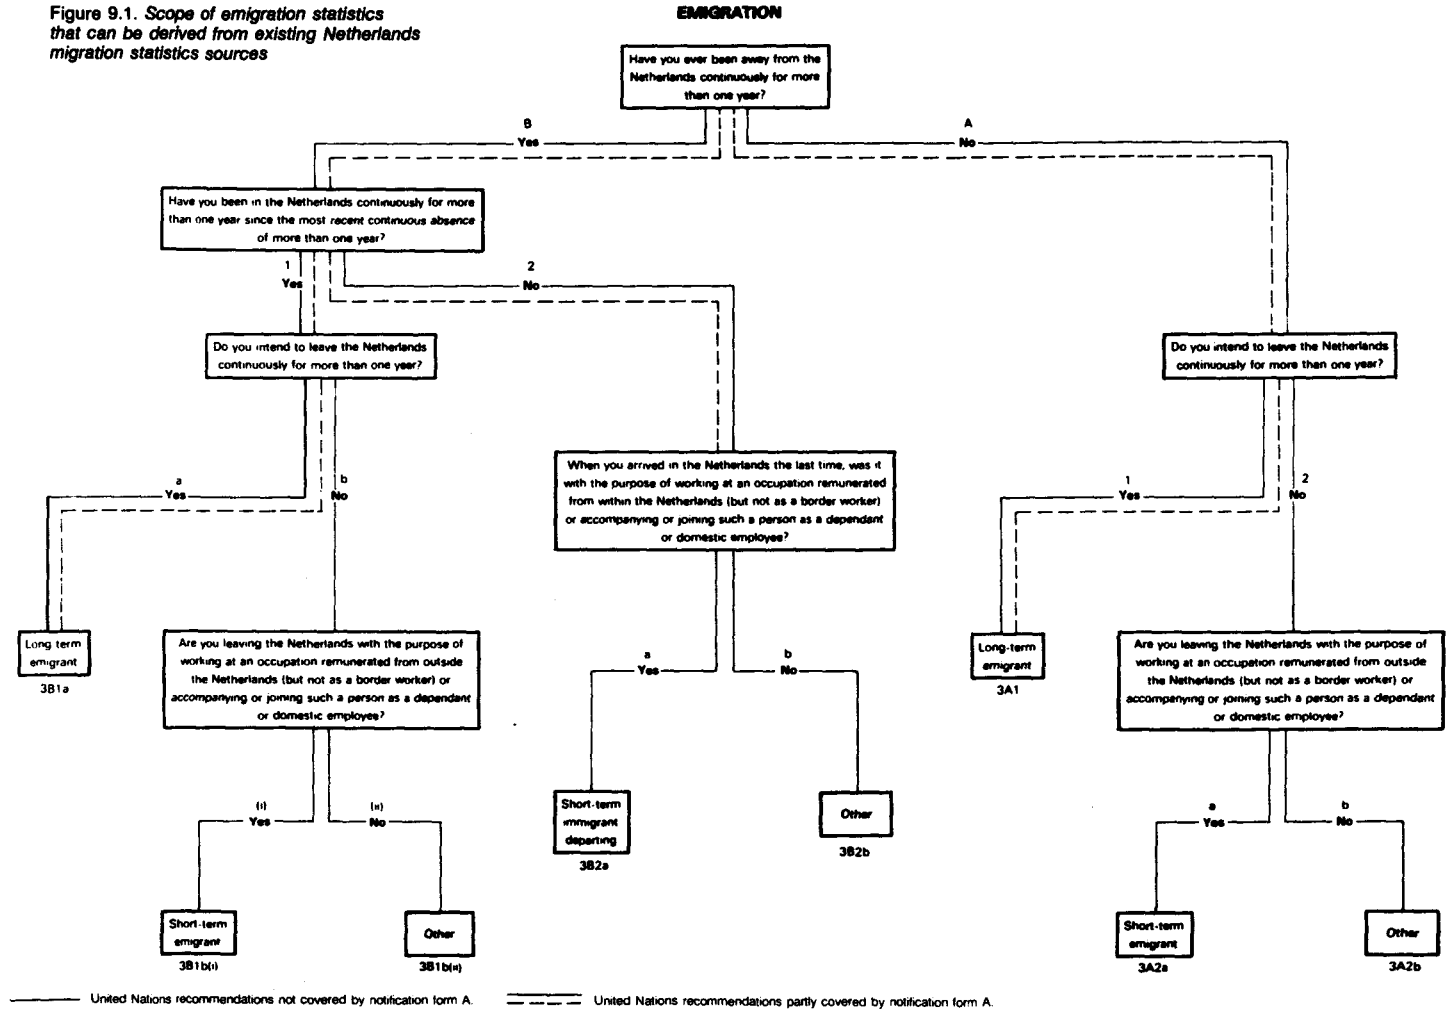 Figure 9.1. Scope of emigration statistics
that can be derived from existing Netherlands
migration statistics sources
EMIGRATION
Have you ever been away from the
Netherlands continuously for more
than one year?
B
Yes
A
No
Have you been in the Netherlands continuously for more
than one year since the most recent continuous absence
of more than one year?
1
Yes
2
No
Do you intend to leave the Netherlands
continuously for more than one year?
Do you intend to leave the Netherlands
continuously for more than one year?
a
Yes
b
No
When you arrived in the Netherlands the last time, was it
with the purpose of working at an occupation remunerated
from within the Netherlands (but not as a border worker)
or accompanying or joining such a person as a dependant
or domestic employee?
1
Yes
2
No
Long term
emigrant
3B1a
Are you leaving the Netherlands with the purpose of
working at an occupation remunerated from outside
the Netherlands (but not as a border worker) or
accompanying or joining such a person as a dependant
or domestic employee?
a
Yes
b
No
Long-term
emigrant
3A1
Are you leaving the Netherlands with the purpose of
working at an occupation remunerated from outside
the Netherlands (but not as a border worker) or
accompanying or joining such a person as a dependant
or domestic employee?
(i)
Yes
(ii)
No
Short-term
immigrant
departing
3B2a
Other
3B2b
a
Yes
b
No
Short-term
emigrant
3B1b(i)
Other
3B1b(ii)
Short-term
emigrant
3A2a
Other
3A2b
United Nations recommendations not covered by notification form A.
United Nations recommendations partly covered by notification form A.